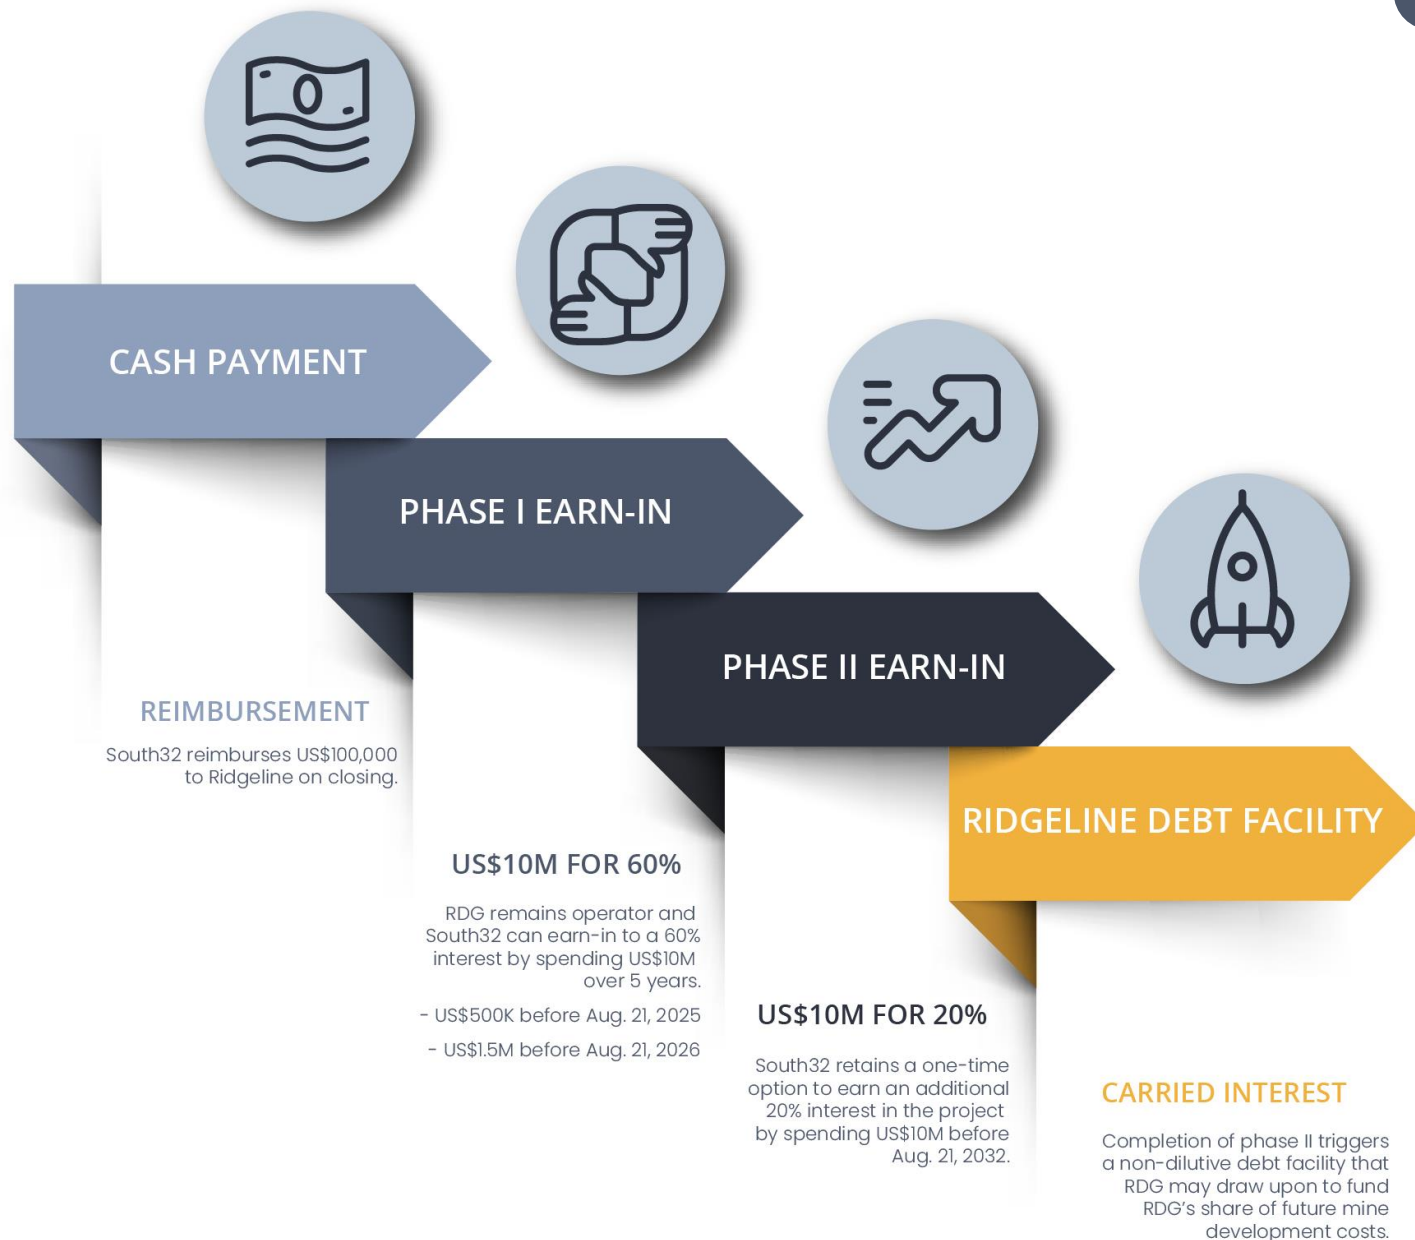 CASH PAYMENT
PHASE I EARN-IN
PHASE II EARN-IN
RIDGELINE DEBT FACILITY
REIMBURSEMENT
South32 reimburses US$100,000
to Ridgeline on closing.
US$10M FOR 60%
RDG remains operator and
South32 can earn-in to a 60%
interest by spending US$10M
over 5 years.
- US$500K before Aug. 21, 2025
- US$1.5M before Aug. 21, 2026
US$10M FOR 20%
South32 retains a one-time
option to earn an additional
20% interest in the project
by spending US$10M before
Aug. 21, 2032.
CARRIED INTEREST
Completion of phase II triggers
a non-dilutive debt facility that
RDG may draw upon to fund
RDG's share of future mine
development costs.